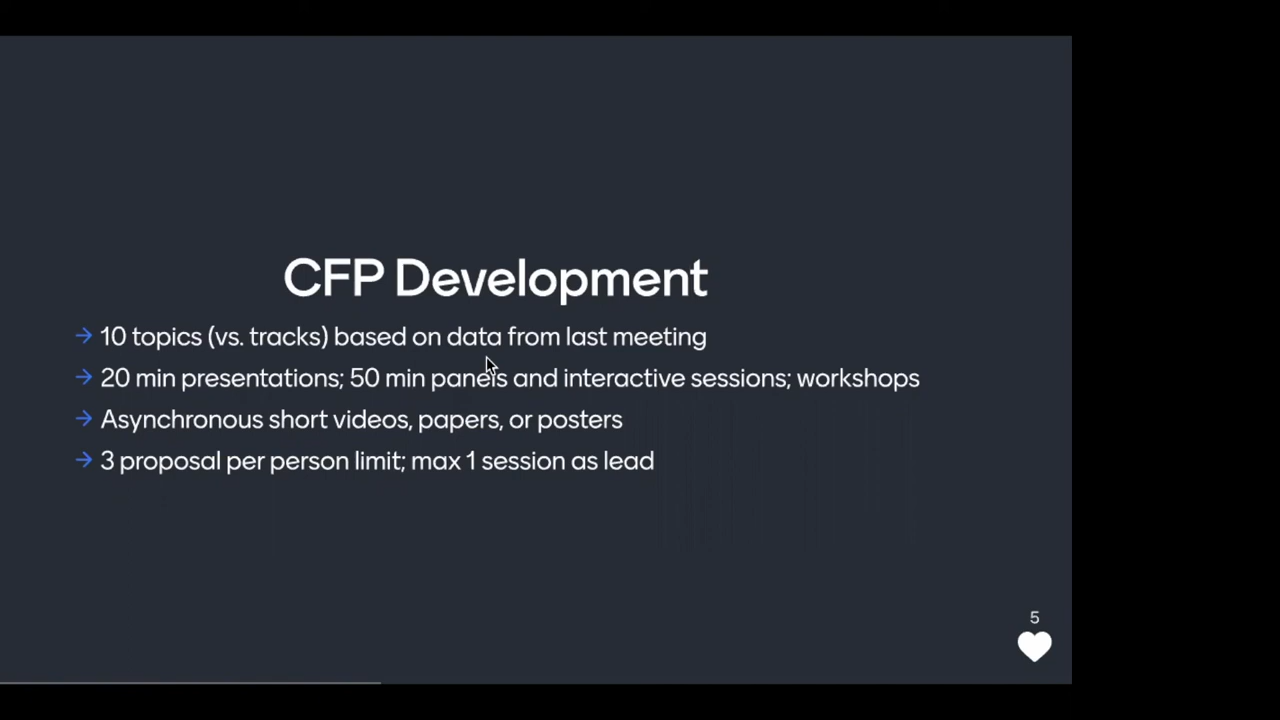 CFP Development
→ 10 topics (vs. tracks) based on data from last meeting
→ 20 min presentations; 50 min panels and interactive sessions; workshops
→ Asynchronous short videos, papers, or posters
→ 3 proposal per person limit; max 1 session as lead
5